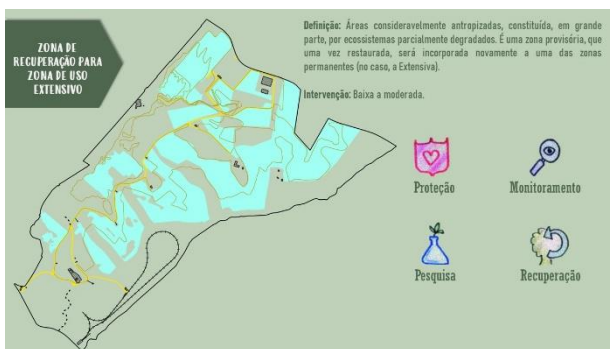 ZONA DE
RECUPERAÇÃO PARA
ZONA DE USO
EXTENSIVO
Definição: Áreas consideravelmente antropizadas, constituída, em grande
parte, por ecossistemas parcialmente degradados. É uma zona provisória, que
uma vez restaurada, será incorporada novamente a uma das zonas
permanentes (no caso, a Extensiva).
Intervenção: Baixa a moderada.
Proteção
Monitoramento
Pesquisa
Recuperação